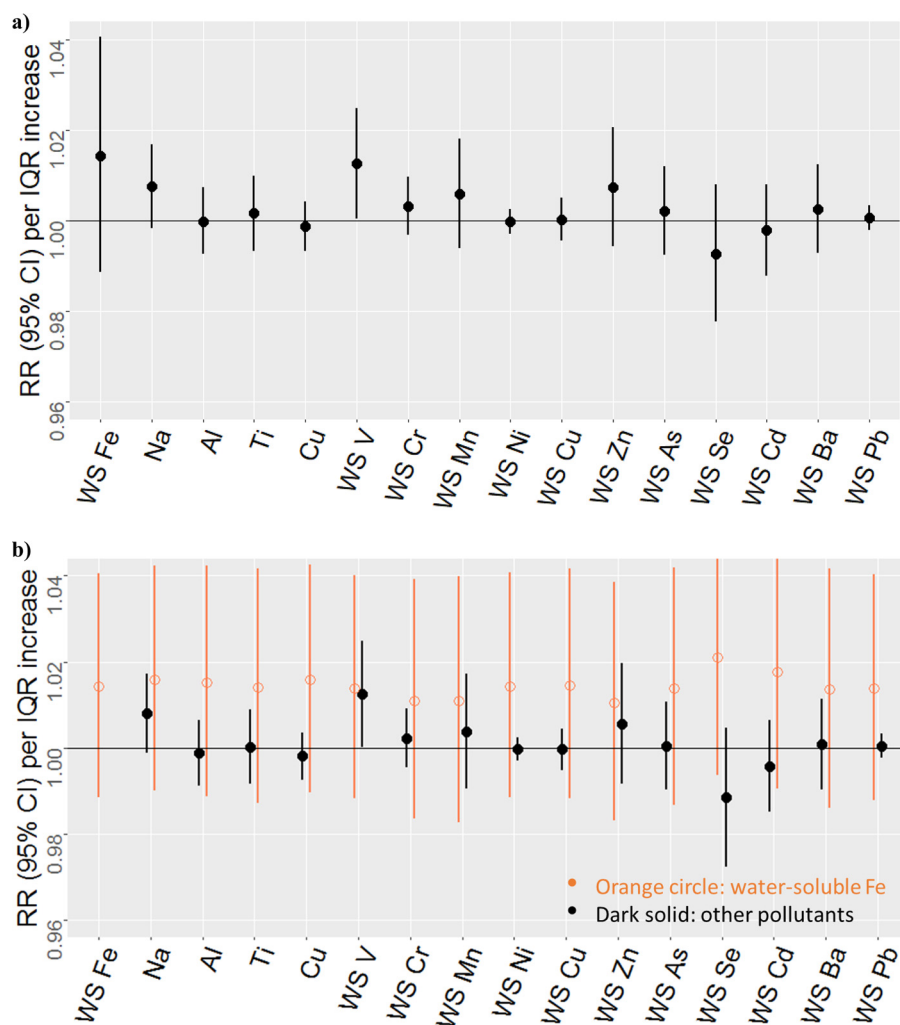 a)
RR (95% CI) per IQR increase
1.04
1.02
1.00
0.98
0.96
WS Fe
Na
Al
Ti
Cu
WS V
WS Cr
WS Mn
WS Ni
WS Cu
WS Zn
WS As
WS Se
WS Cd
WS Ba
WS Pb
b)
RR (95% CI) per IQR increase
1.04
1.02
1.00
0.98
0.96
Orange circle: water-soluble Fe
Dark solid: other pollutants
WS Fe
Na
Al
Ti
Cu
WS V
WS Cr
WS Mn
WS Ni
WS Cu
WS Zn
WS As
WS Se
WS Cd
WS Ba
WS Pb